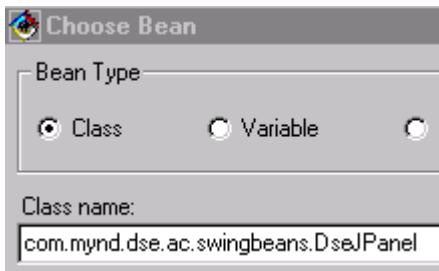 Choose Bean
Bean Type
Class Variable
Class name:
com.mynd.dse.ac.swingbeans.DseJPanel